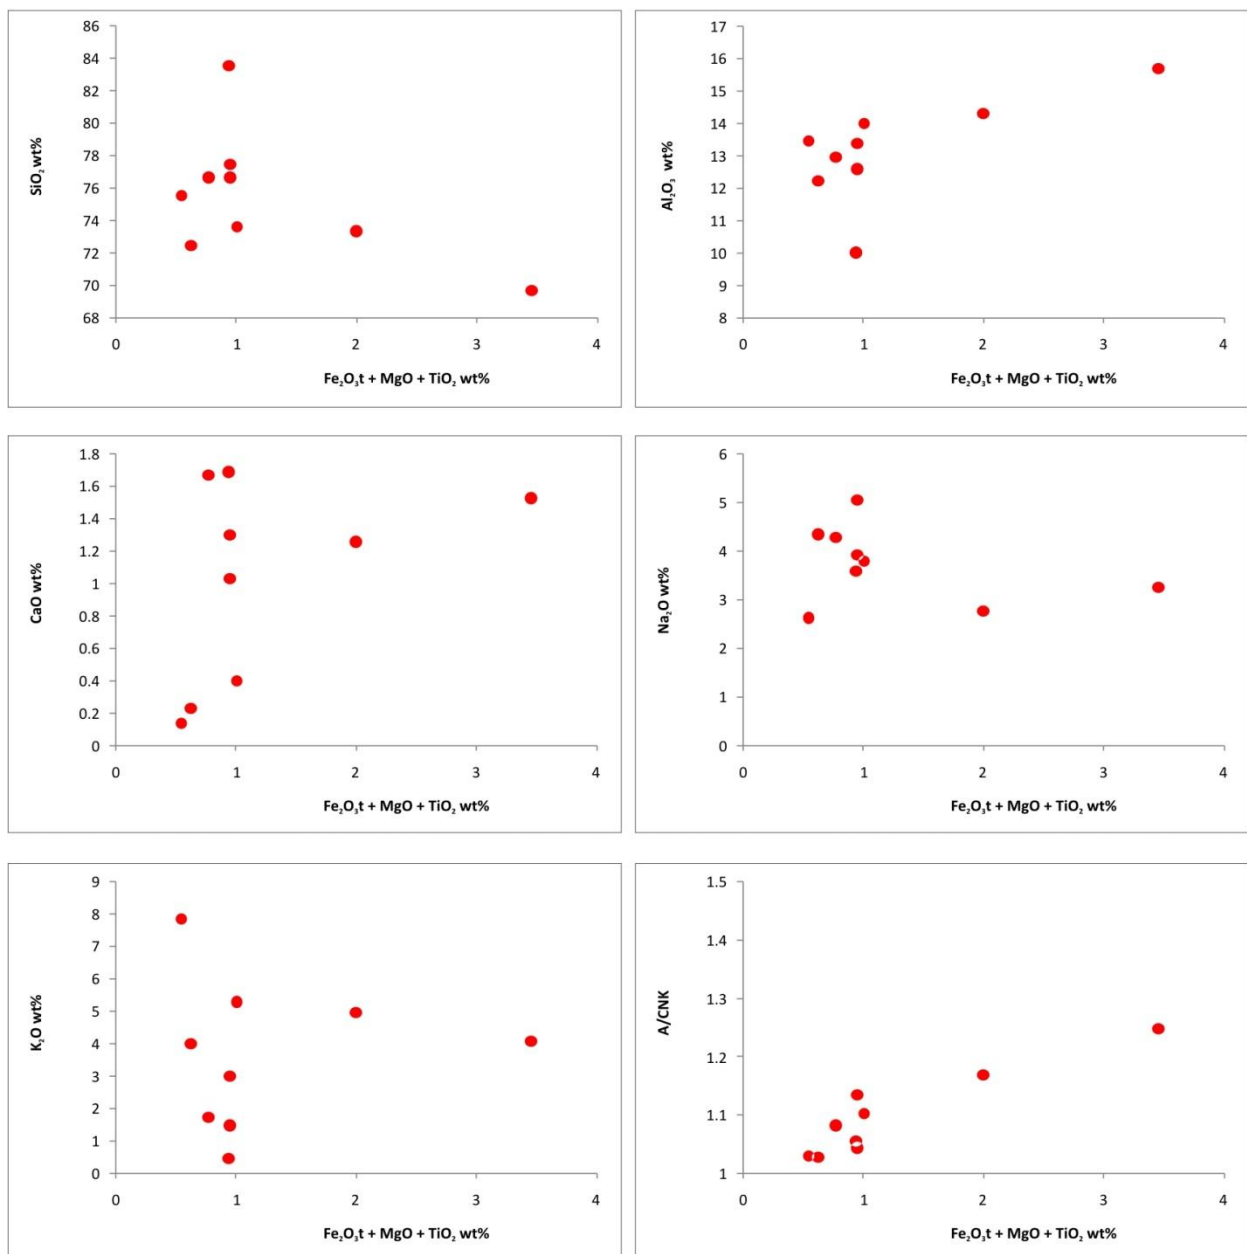 86
84
82
80
78
76
74
72
70
68
SiO₂ wt%
0 1 2 3 4
Fe₂O₃t + MgO + TiO₂ wt%
17
16
15
14
13
12
11
10
9
8
Al₂O₃ wt%
0 1 2 3 4
Fe₂O₃t + MgO + TiO₂ wt%
1.8
1.6
1.4
1.2
1
0.8
0.6
0.4
0.2
0
CaO wt%
0 1 2 3 4
Fe₂O₃t + MgO + TiO₂ wt%
6
5
4
3
2
1
0
Na₂O wt%
0 1 2 3 4
Fe₂O₃t + MgO + TiO₂ wt%
9
8
7
6
5
4
3
2
1
0
K₂O wt%
0 1 2 3 4
Fe₂O₃t + MgO + TiO₂ wt%
1.5
1.4
1.3
1.2
1.1
1
A/CNK
0 1 2 3 4
Fe₂O₃t + MgO + TiO₂ wt%